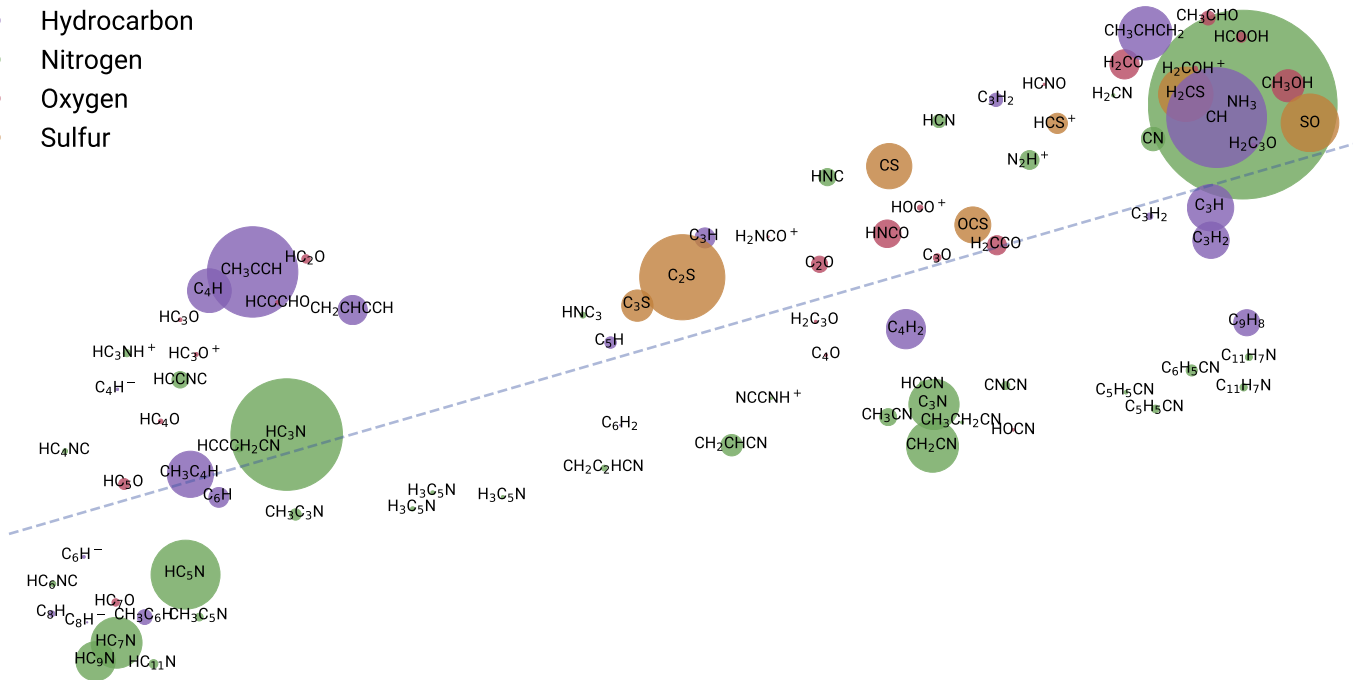 Hydrocarbon
Nitrogen
Oxygen
Sulfur
CH₃CHCH₂
CH₃CHO
HCOOH
H₂CO
H₂COH⁺
HCNO
C₃H₂
H₂CN
H₂CS
NH₃
CH₃OH
CH
SO
HCN
HCS⁺
CN
H₂C₃O
CS
N₂H⁺
HNC
HOCO⁺
C₃H₂
C₃H
OCS
HNCO
C₃H
H₂NCO⁺
H₂CCO
C₃H₂
C₃O
C₂O
C₂S
HC₂O
CH₃CCH
C₄H
HCCCHO
CH₂CHCCH
C₃S
HNC₃
HC₃O
H₂C₃O
C₄H₂
C₉H₈
C₅H
HC₃NH⁺
HC₃O⁺
C₄O
C₁₁H₇N
C₆H₅CN
HCCNC
C₄H⁻
HCCN
CNCN
C₁₁H₇N
C₅H₅CN
NCCNH⁺
C₃N
C₅H₅CN
HC₄O
CH₃CN
CH₃CH₂CN
HOCN
C₆H₂
HC₃N
HCCCH₂CN
HC₄NC
CH₂CHCN
CH₂CN
CH₂C₂HCN
CH₃C₄H
HC₅O
C₆H
H₃C₅N
H₃C₅N
H₃C₅N
CH₃C₃N
C₆H⁻
HC₅N
HC₆NC
HC₇O
C₈H
C₈H⁻
CH₃C₆H
CH₃C₅N
HC₇N
HC₉N
HC₁₁N